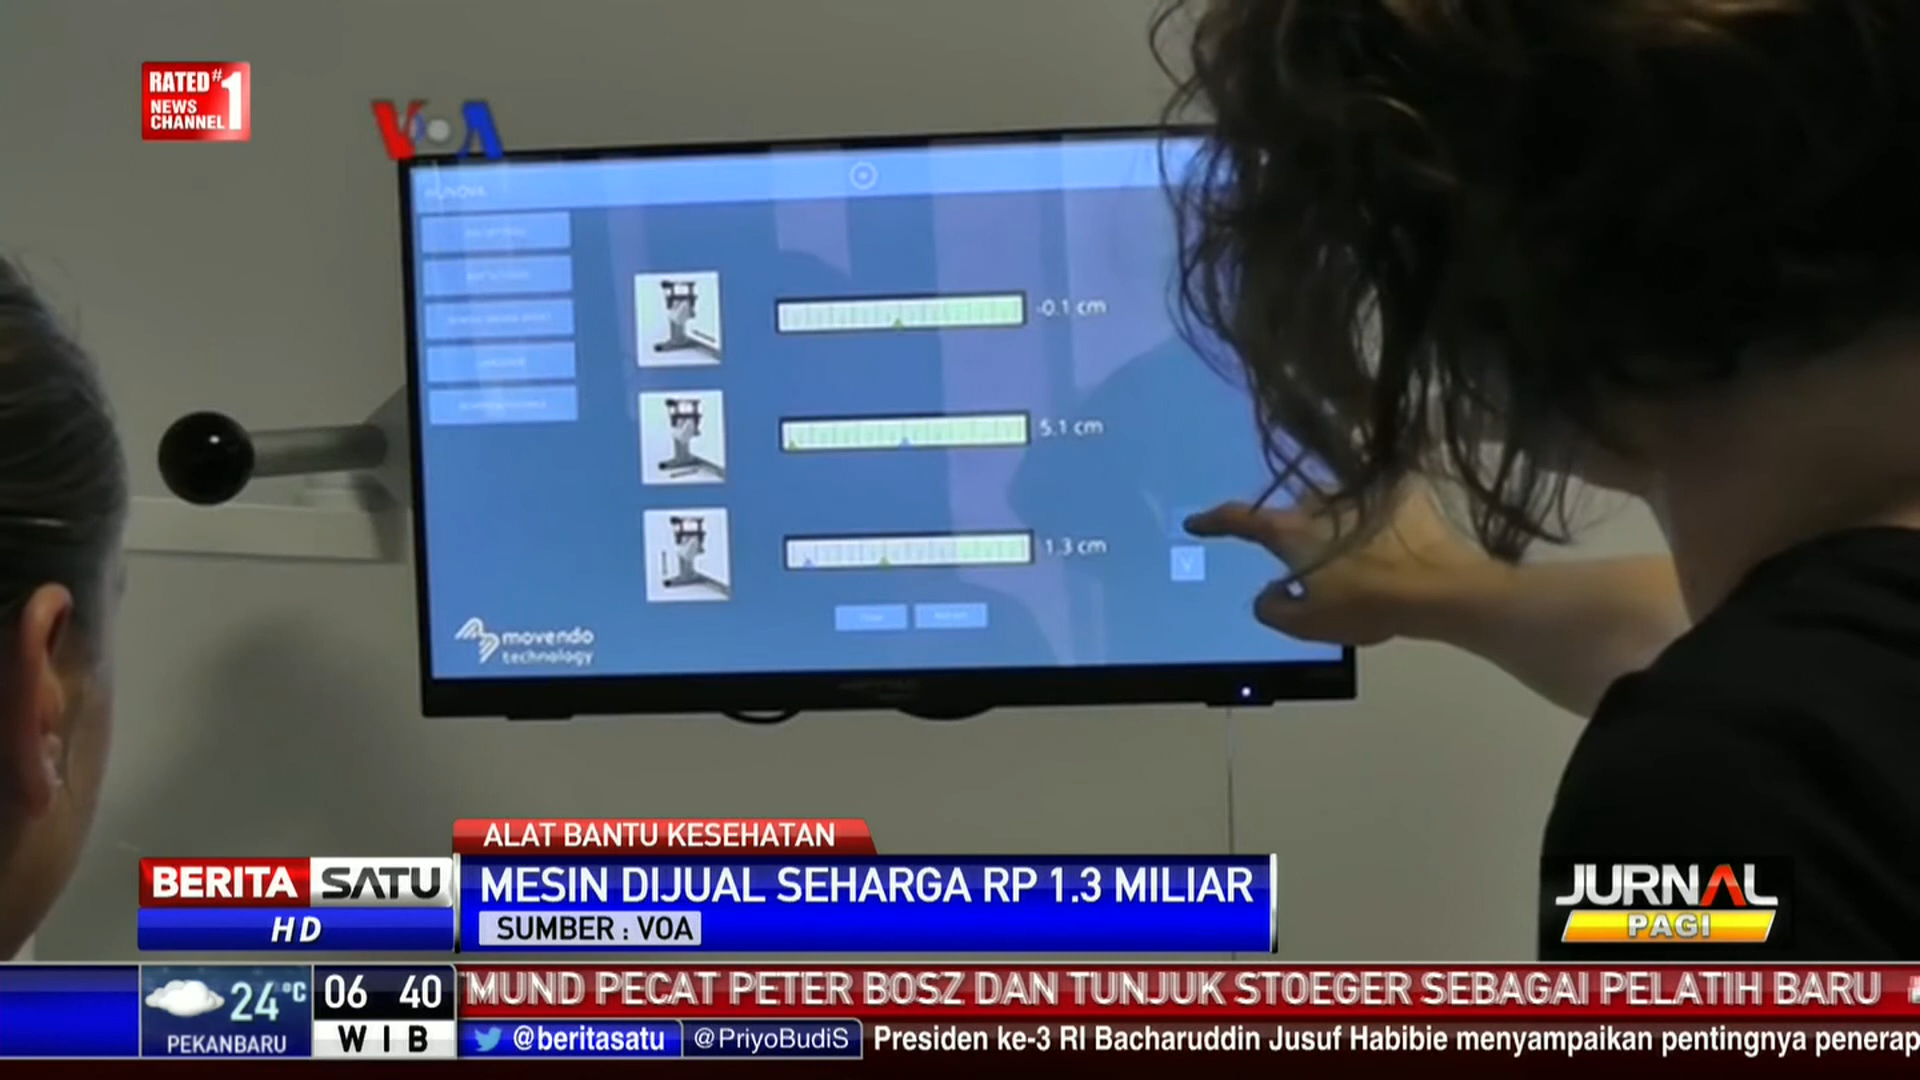 RATED #1
NEWS
CHANNEL
VOA
-0.1 cm
5.1 cm
1.3 cm
V
movendo
technology
ALAT BANTU KESEHATAN
BERITA SATU
HD
MESIN DIJUAL SEHARGA RP 1.3 MILIAR
SUMBER : VOA
JURNAL
PAGI
24°C
PEKANBARU
06 40
WIB
MUND PECAT PETER BOSZ DAN TUNJUK STOEGER SEBAGAI PELATIH BARU
@beritasatu
@PriyoBudiS
Presiden ke-3 RI Bacharuddin Jusuf Habibie menyampaikan pentingnya penerap